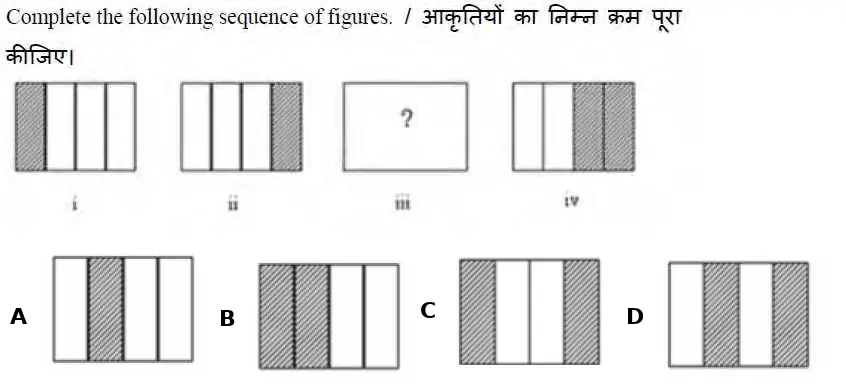 Complete the following sequence of figures. / आकृतियों का निम्न क्रम पूरा
कीजिए।
?
i ii iii iv
A B C D